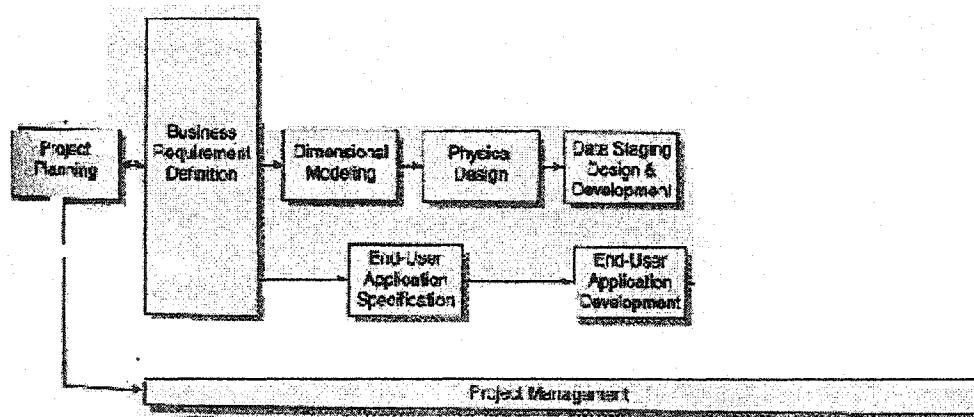 Project
Planning
Business
Requirement
Definition
Dimensional
Modeling
Physical
Design
Data Staging
Design &
Development
End-User
Application
Specification
End-User
Application
Development
Project Management